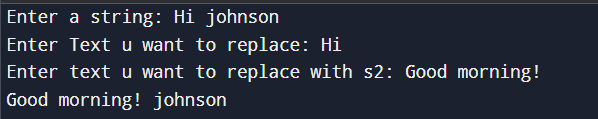 Enter a string: Hi johnson
Enter Text u want to replace: Hi
Enter text u want to replace with s2: Good morning!
Good morning! johnson